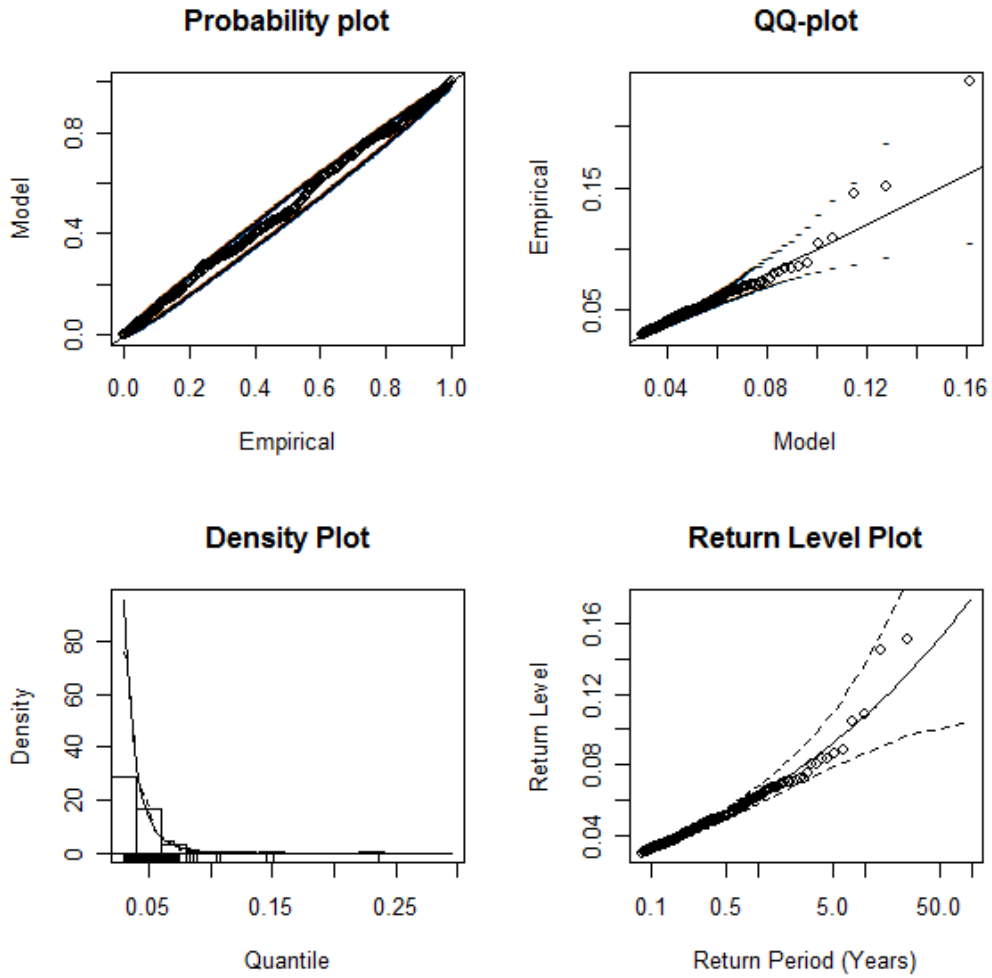 Probability plot
Model
0.0 0.4 0.8
0.0 0.2 0.4 0.6 0.8 1.0
Empirical
QQ-plot
Empirical
0.05 0.15
0.04 0.08 0.12 0.16
Model
Density Plot
Density
0 20 40 60 80
0.05 0.15 0.25
Quantile
Return Level Plot
Return Level
0.04 0.08 0.12 0.16
0.1 0.5 5.0 50.0
Return Period (Years)